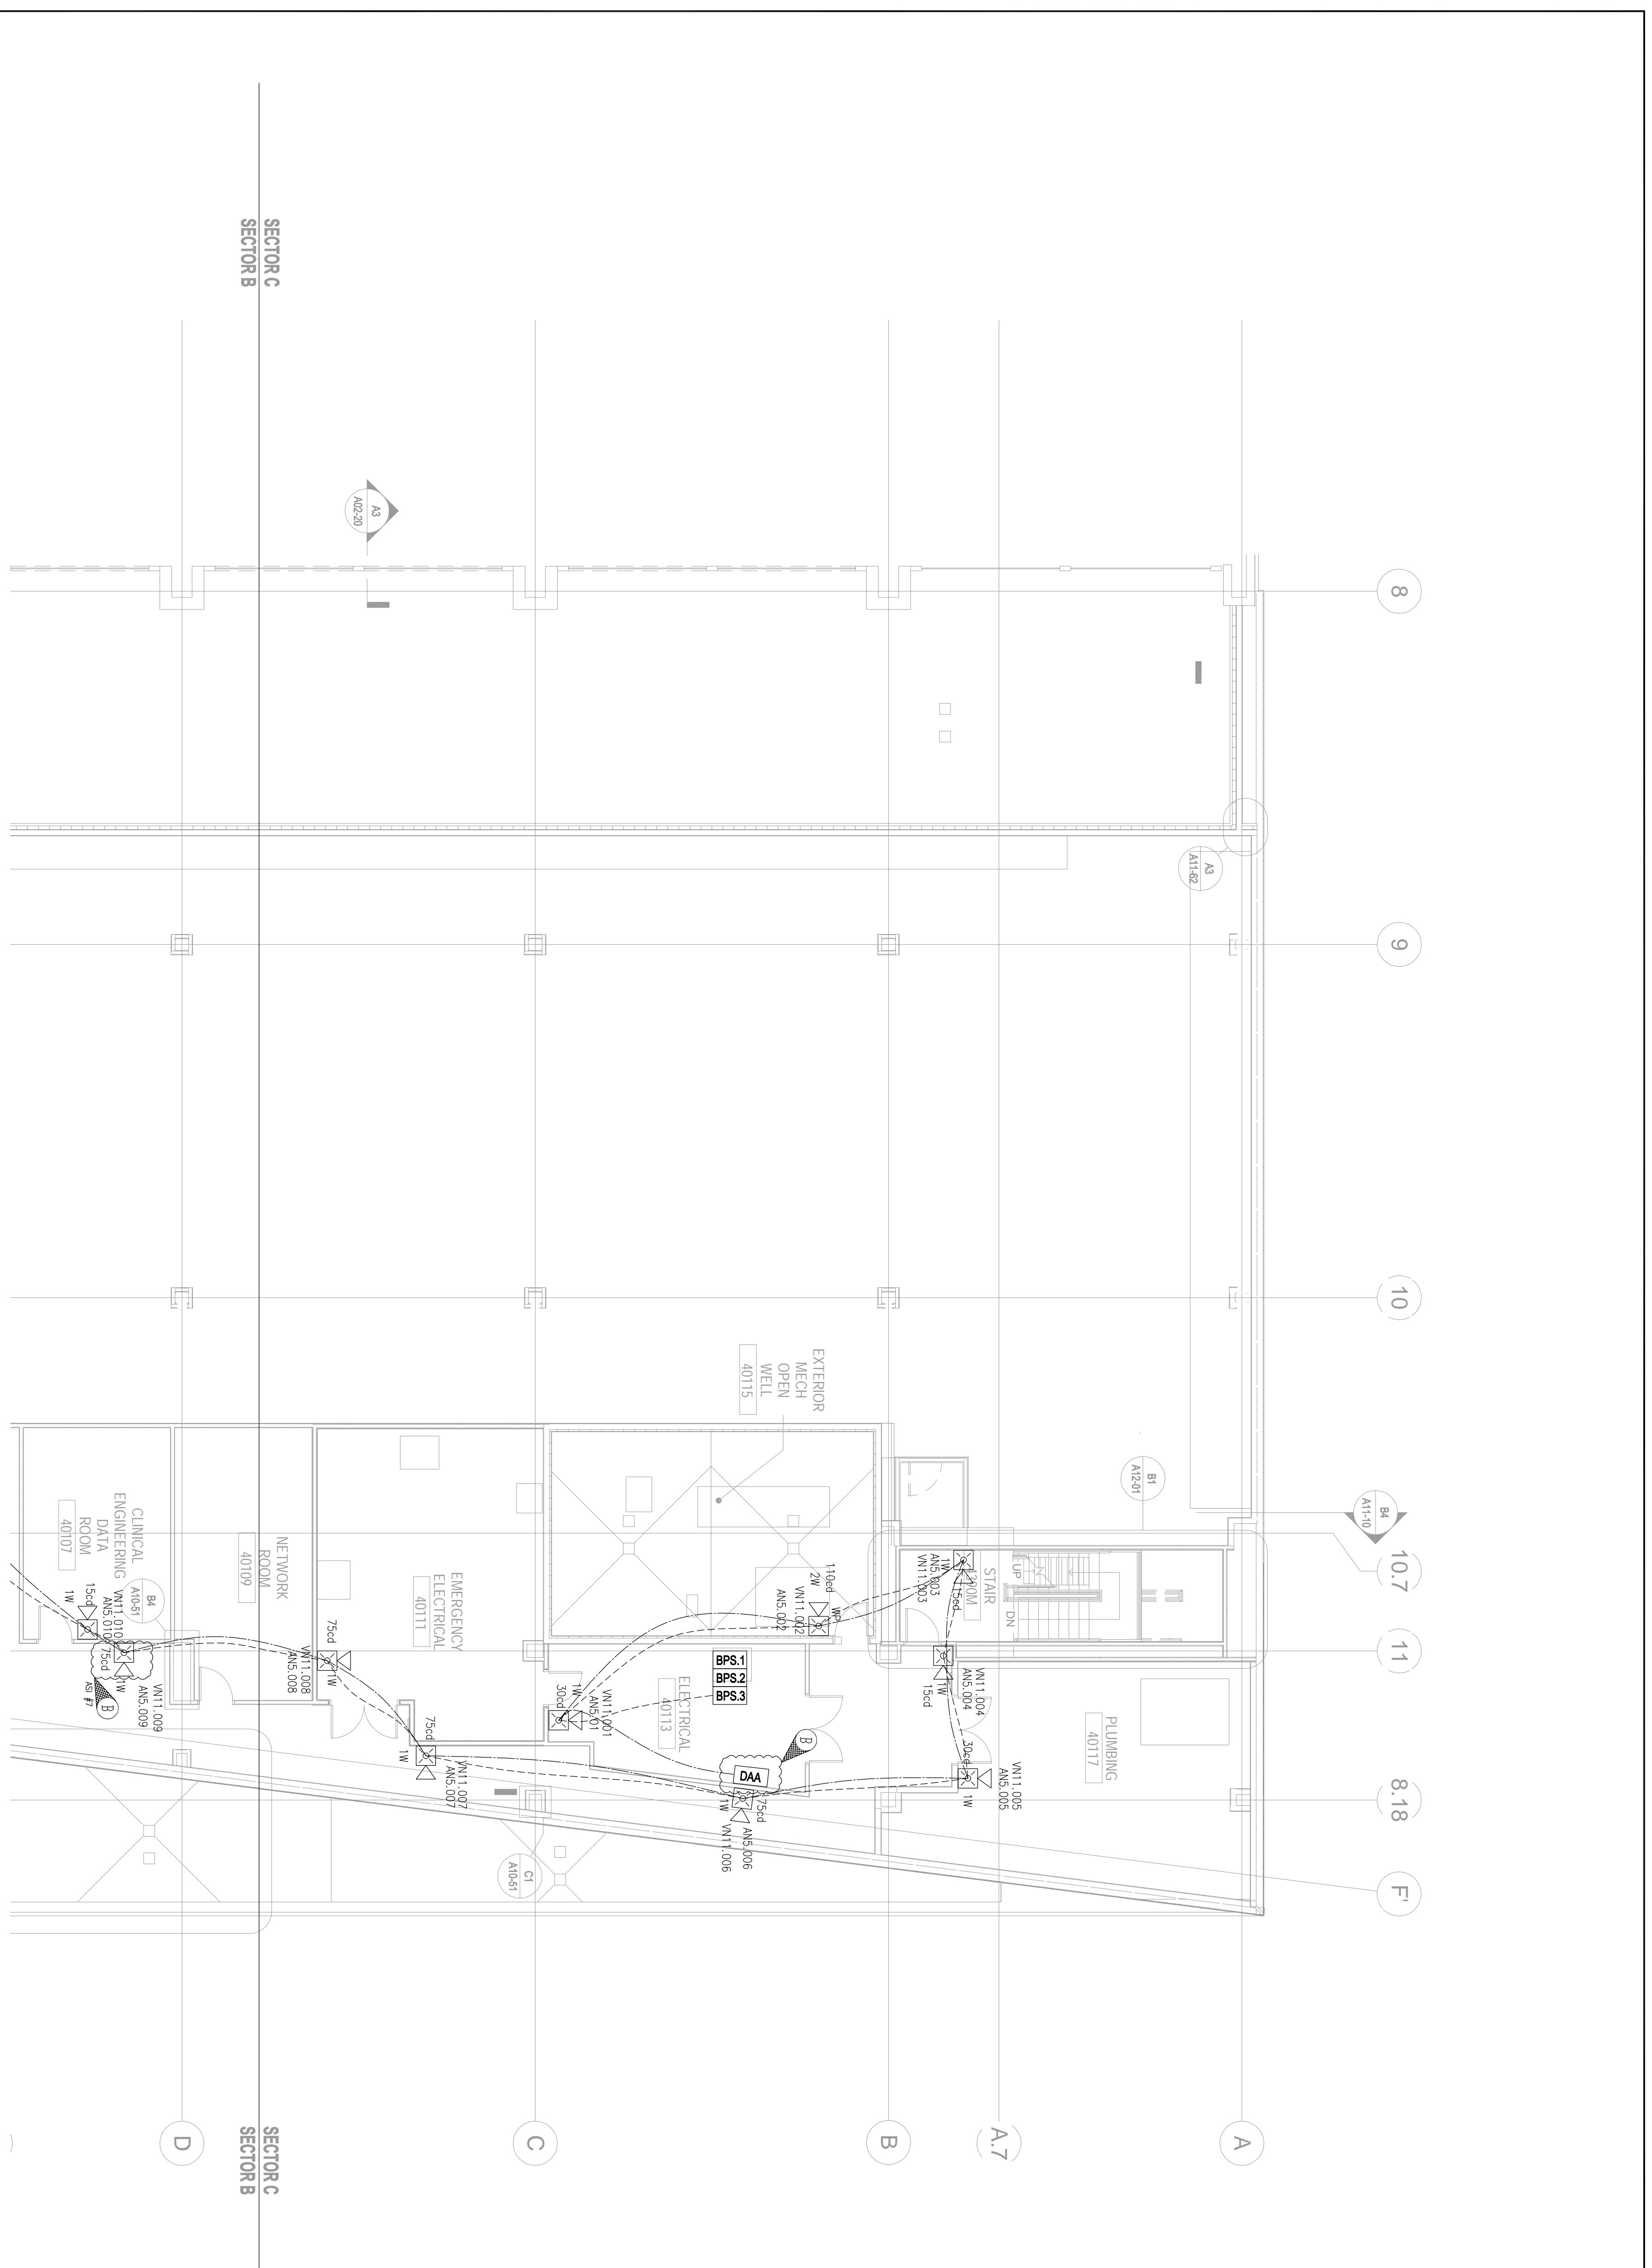 SECTOR C
SECTOR B
A3
A02-20
8
A3
A11-62
9
10
EXTERIOR
MECH
OPEN
WELL
40115
B1
A12-01
B4
A11-10
10.7
CLINICAL
ENGINEERING
DATA
ROOM
40107
NETWORK
ROOM
40109
EMERGENCY
ELECTRICAL
40111
STAIR
UP
DN
11
PLUMBING
40117
ELECTRICAL
40113
BPS.1
BPS.2
BPS.3
DAA
B
VN11.001
AN5.01
1W
30cd
110cd
2W
WP
VN11.002
AN5.002
1W
AN5.003
VN11.003
15cd
VN11.004
AN5.004
1W
15cd
VN11.005
AN5.005
30cd
1W
75cd
1W
AN5.006
VN11.006
75cd
1W
VN11.007
AN5.007
75cd
1W
VN11.008
AN5.008
75cd
1W
VN11.009
AN5.009
15cd
1W
VN11.010
AN5.010
B4
A10-51
B
ASI #7
C1
A10-51
8.18
F'
D
C
B
A.7
A
SECTOR C
SECTOR B